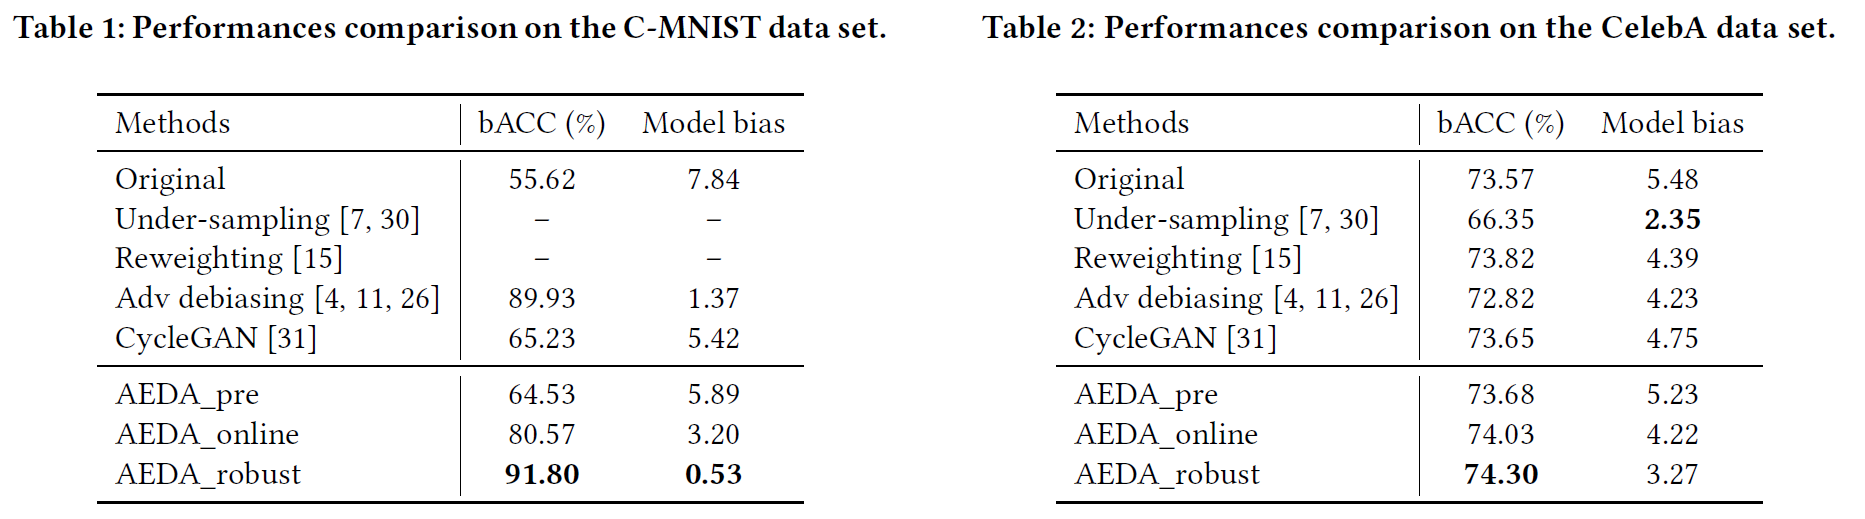 Table 1: Performances comparison on the C-MNIST data set.
Methods bACC (%) Model bias
Original 55.62 7.84
Under-sampling [7, 30] – –
Reweighting [15] – –
Adv debiasing [4, 11, 26] 89.93 1.37
CycleGAN [31] 65.23 5.42
AEDA_pre 64.53 5.89
AEDA_online 80.57 3.20
AEDA_robust 91.80 0.53
Table 2: Performances comparison on the CelebA data set.
Methods bACC (%) Model bias
Original 73.57 5.48
Under-sampling [7, 30] 66.35 2.35
Reweighting [15] 73.82 4.39
Adv debiasing [4, 11, 26] 72.82 4.23
CycleGAN [31] 73.65 4.75
AEDA_pre 73.68 5.23
AEDA_online 74.03 4.22
AEDA_robust 74.30 3.27